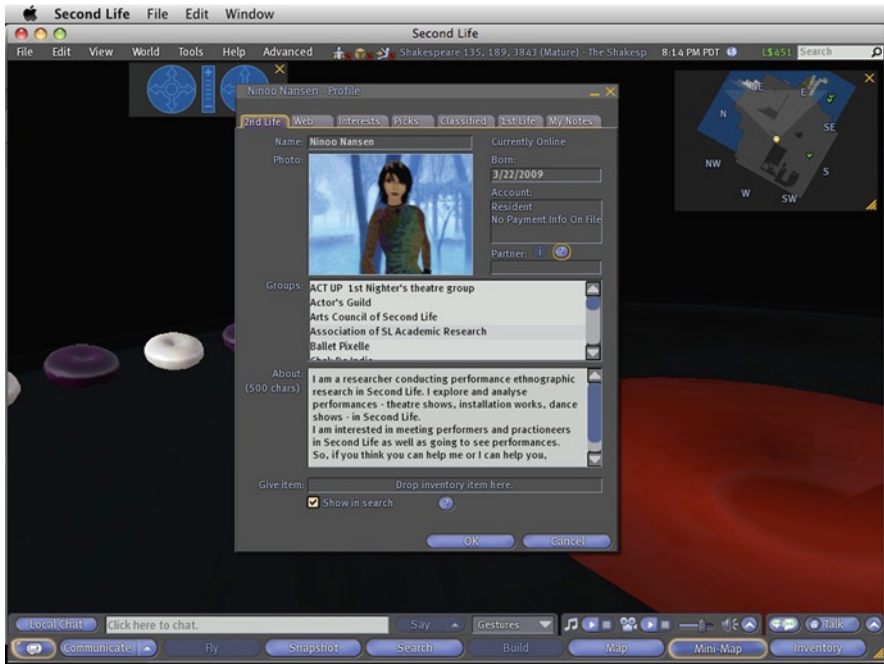 Second Life File Edit Window
Second Life
File Edit View World Tools Help Advanced Shakespeare 135, 189, 3843 (Mature) - The Shakesp 8:14 PM PDT L$451 Search
Ninoo Nansen - Profile
2nd Life Web Interests Picks Classified 1st Life My Notes
Name: Ninoo Nansen
Currently Online
Photo:
Born:
3/22/2009
Account:
Resident
No Payment Info On File
Partner: i ?
Groups:
ACT UP 1st Nighter's theatre group
Actor's Guild
Arts Council of Second Life
Association of SL Academic Research
Ballet Pixelle
About:
(500 chars)
I am a researcher conducting performance ethnographic
research in Second Life. I explore and analyse
performances - theatre shows, installation works, dance
shows - in Second Life.
I am interested in meeting performers and practioneers
in Second Life as well as going to see performances.
So, if you think you can help me or I can help you,
Give item: Drop inventory item here.
Show in search ?
OK Cancel
NE E
N SE
NW S
W SW
Local Chat Click here to chat. Say Gestures Talk
Communicate Fly Snapshot Search Build Map Mini-Map Inventory